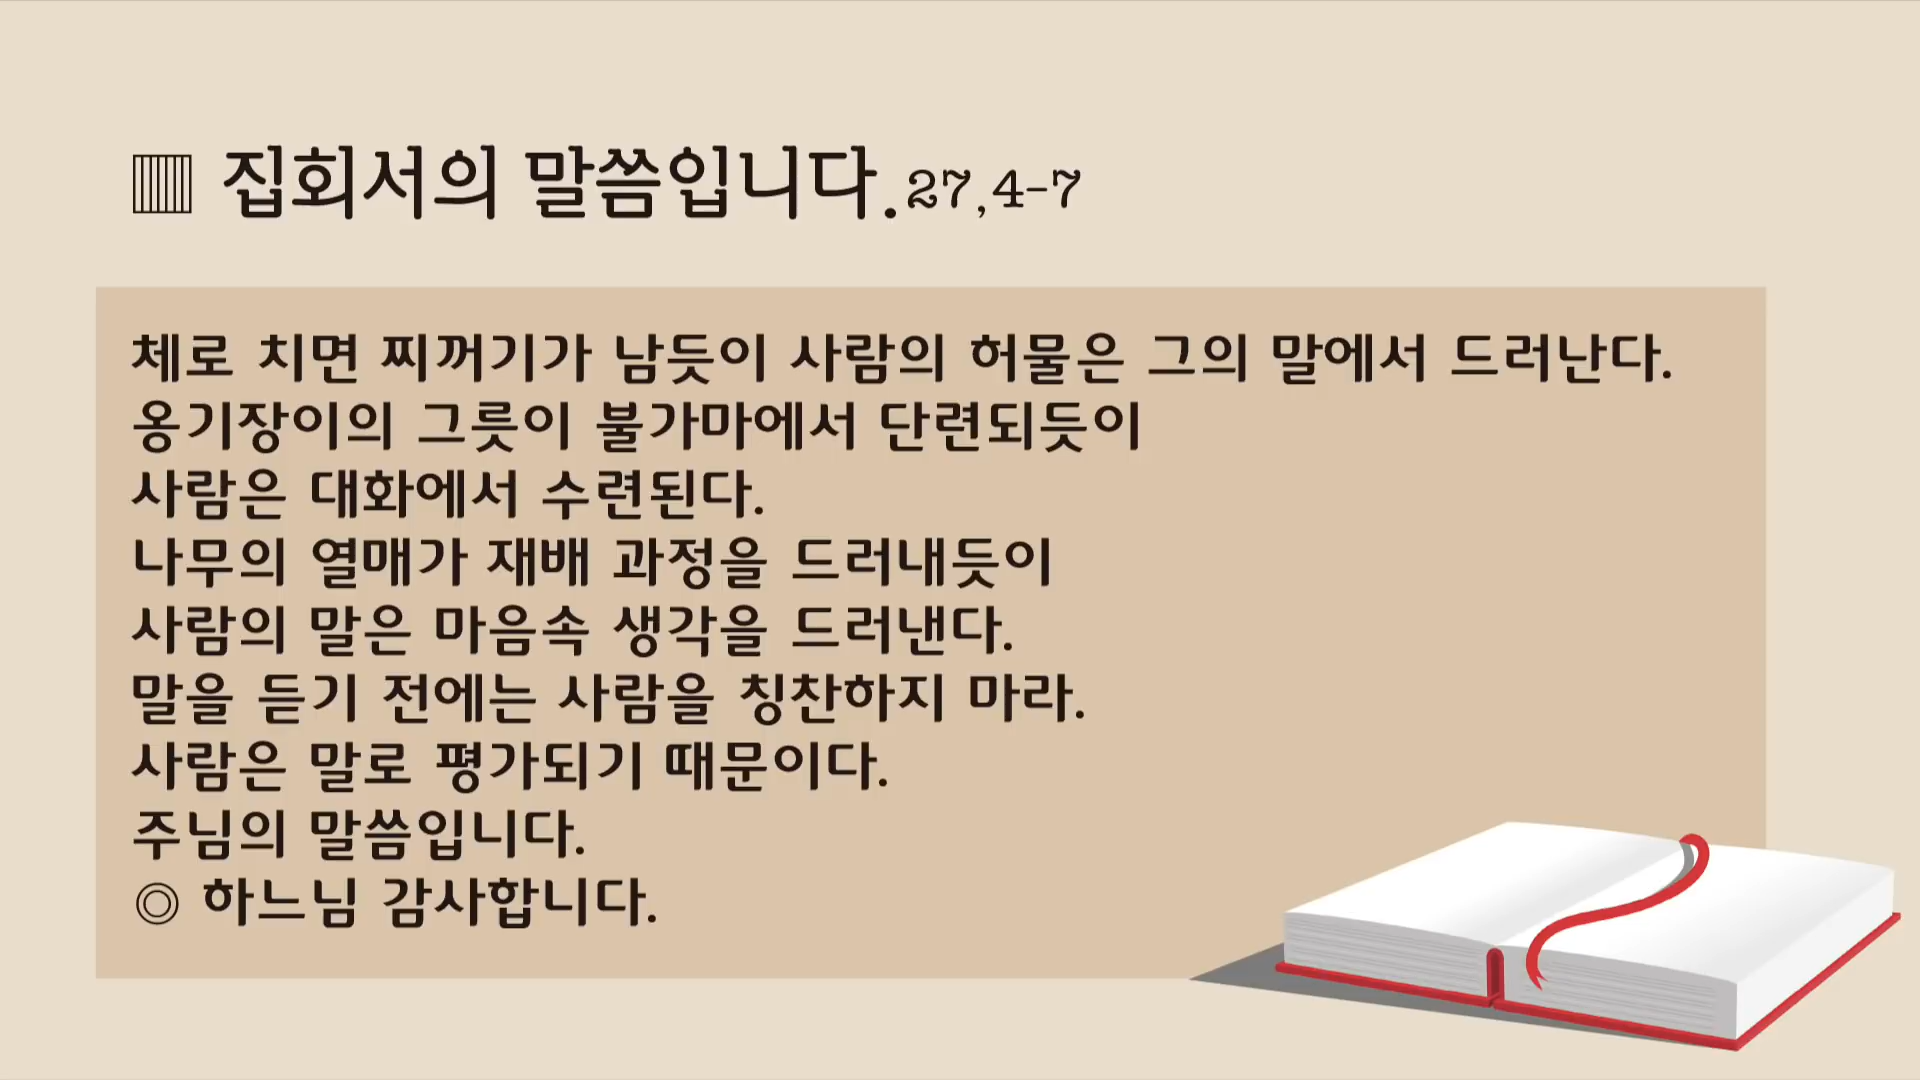 ▥ 집회서의 말씀입니다.27,4-7
체로 치면 찌꺼기가 남듯이 사람의 허물은 그의 말에서 드러난다.
옹기장이의 그릇이 불가마에서 단련되듯이
사람은 대화에서 수련된다.
나무의 열매가 재배 과정을 드러내듯이
사람의 말은 마음속 생각을 드러낸다.
말을 듣기 전에는 사람을 칭찬하지 마라.
사람은 말로 평가되기 때문이다.
주님의 말씀입니다.
◎ 하느님 감사합니다.